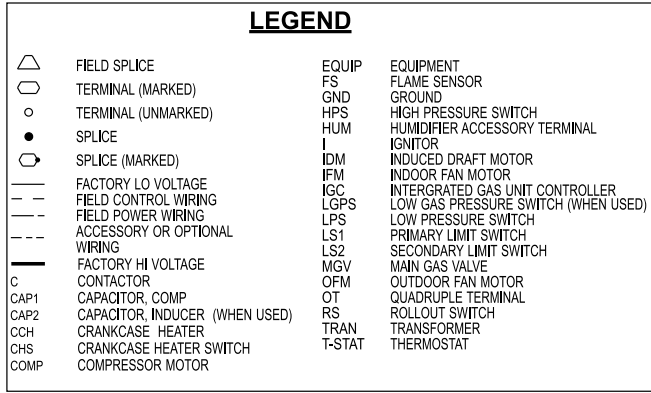 LEGEND
FIELD SPLICE
TERMINAL (MARKED)
TERMINAL (UNMARKED)
SPLICE
SPLICE (MARKED)
FACTORY LO VOLTAGE
FIELD CONTROL WIRING
FIELD POWER WIRING
ACCESSORY OR OPTIONAL
WIRING
FACTORY HI VOLTAGE
C CONTACTOR
CAP1 CAPACITOR, COMP
CAP2 CAPACITOR, INDUCER (WHEN USED)
CCH CRANKCASE HEATER
CHS CRANKCASE HEATER SWITCH
COMP COMPRESSOR MOTOR
EQUIP EQUIPMENT
FS FLAME SENSOR
GND GROUND
HPS HIGH PRESSURE SWITCH
HUM HUMIDIFIER ACCESSORY TERMINAL
I IGNITOR
IDM INDUCED DRAFT MOTOR
IFM INDOOR FAN MOTOR
IGC INTERGRATED GAS UNIT CONTROLLER
LGPS LOW GAS PRESSURE SWITCH (WHEN USED)
LPS LOW PRESSURE SWITCH
LS1 PRIMARY LIMIT SWITCH
LS2 SECONDARY LIMIT SWITCH
MGV MAIN GAS VALVE
OFM OUTDOOR FAN MOTOR
OT QUADRUPLE TERMINAL
RS ROLLOUT SWITCH
TRAN TRANSFORMER
T-STAT THERMOSTAT